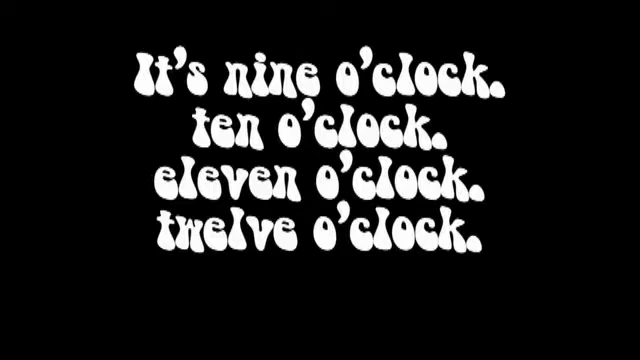 It's nine o'clock.
ten o'clock.
eleven o'clock.
twelve o'clock.